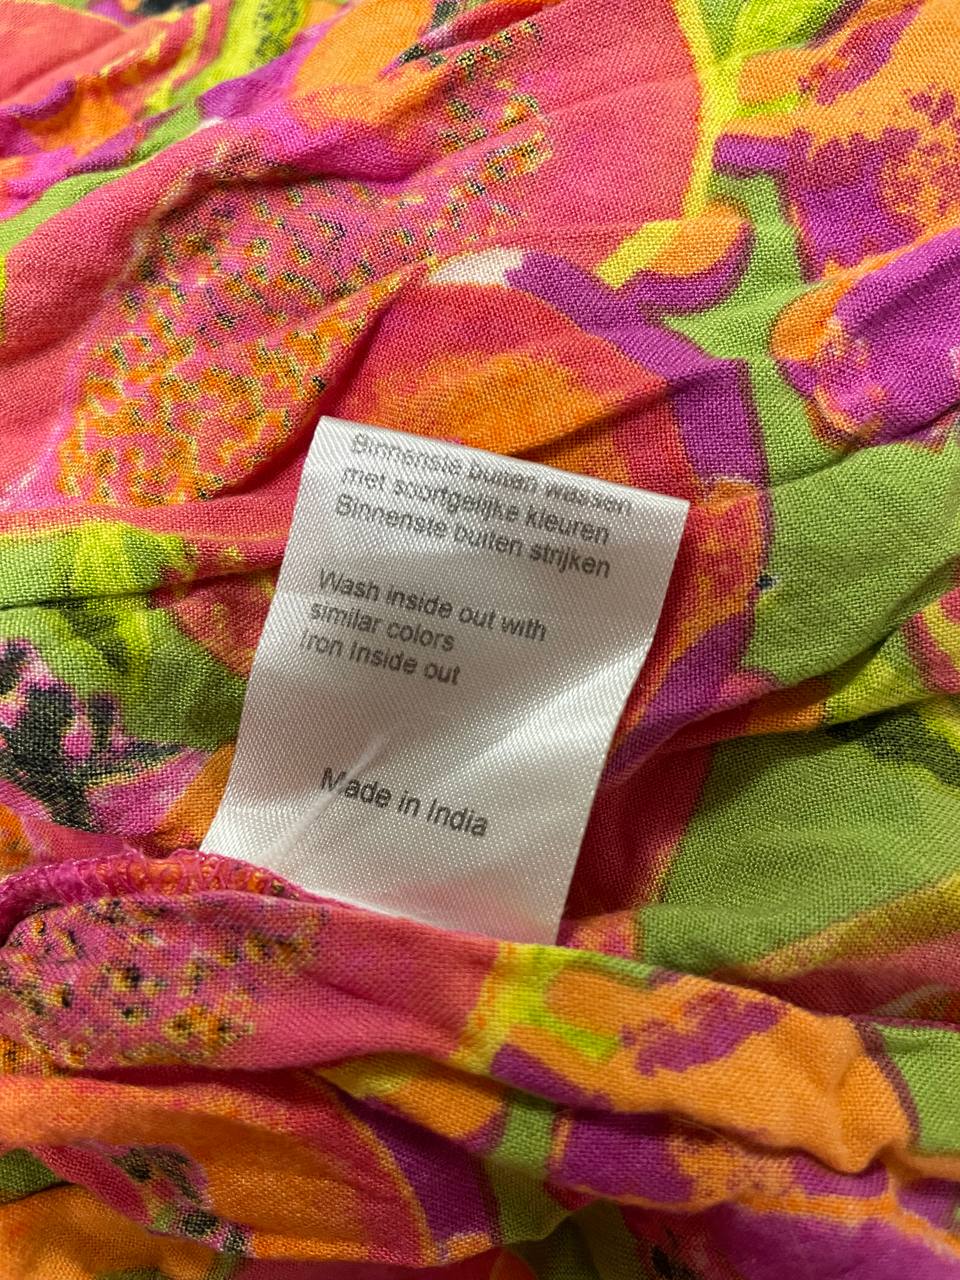 Binnenste buiten wassen
met soortgelijke kleuren
Binnenste buiten strijken
Wash inside out with
similar colors
Iron inside out
Made in India